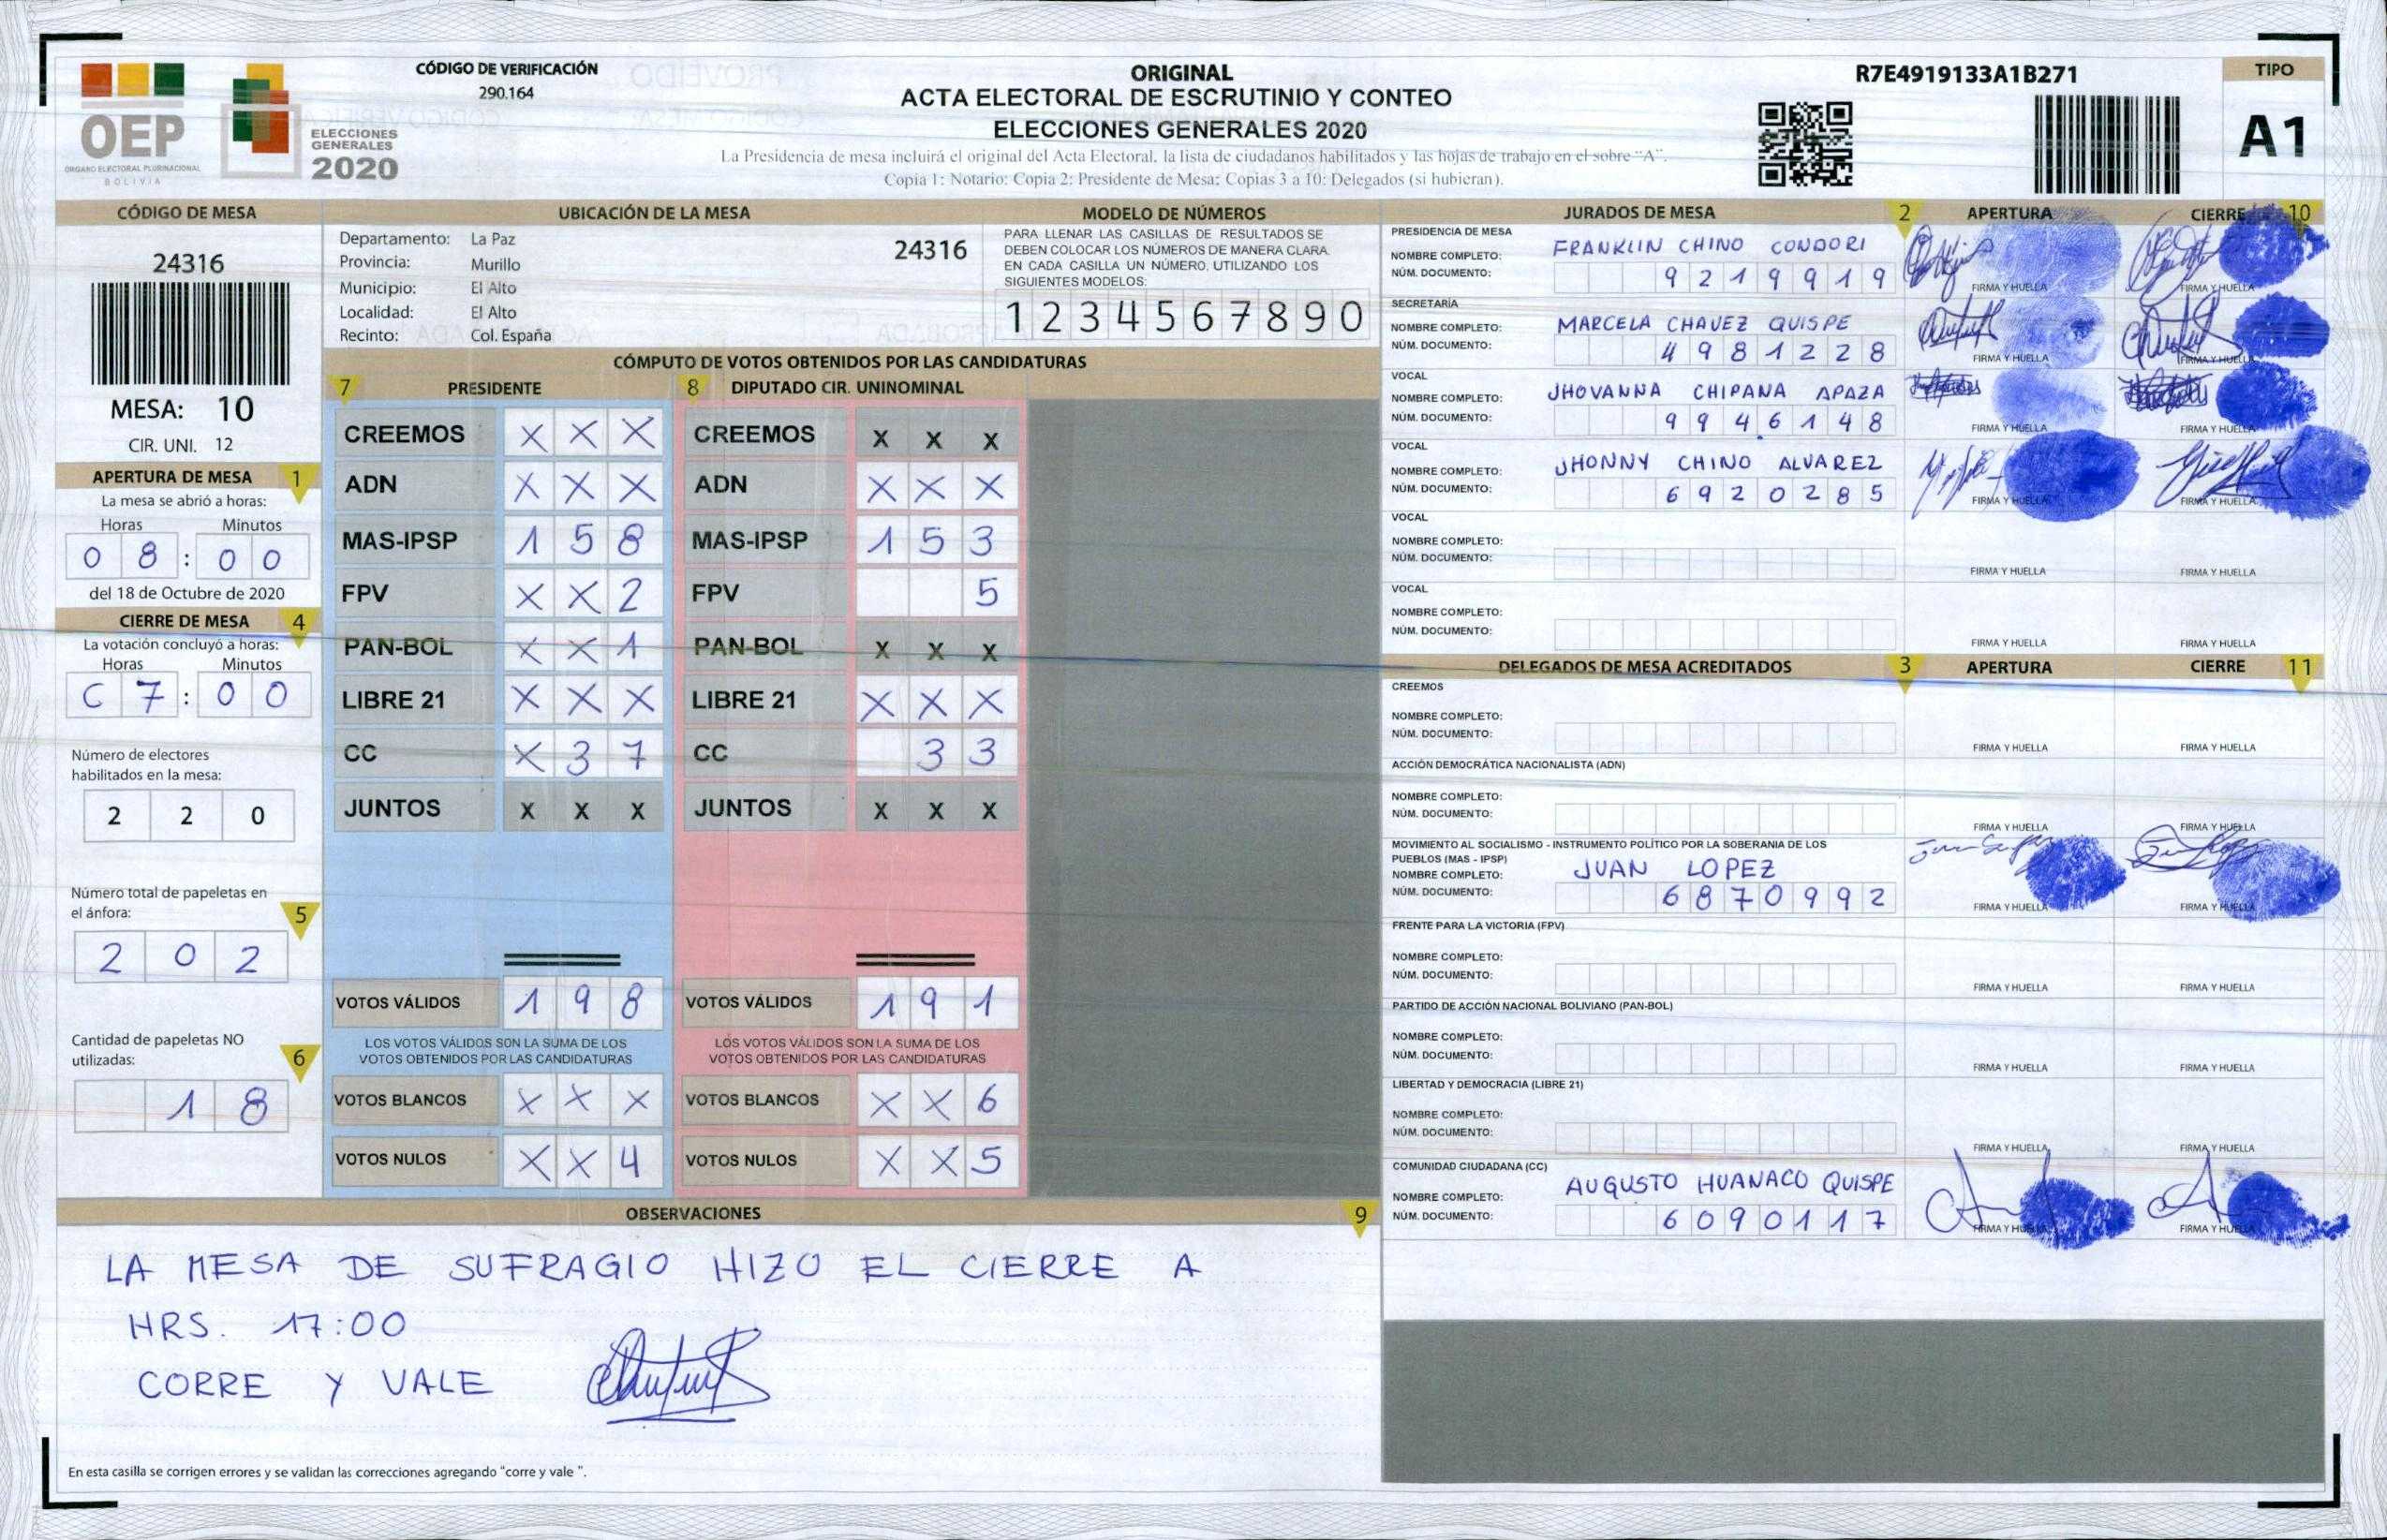 CÓDIGO DE VERIFICACIÓN
290.164
OEP
ÓRGANO ELECTORAL PLURINACIONAL
BOLIVIA
ELECCIONES
GENERALES
2020
ORIGINAL
ACTA ELECTORAL DE ESCRUTINIO Y CONTEO
ELECCIONES GENERALES 2020
La Presidencia de mesa incluirá el original del Acta Electoral, la lista de ciudadanos habilitados y las hojas de trabajo en el sobre "A".
Copia 1: Notario; Copia 2: Presidente de Mesa; Copias 3 a 10: Delegados (si hubieran).
R7E4919133A1B271
TIPO
A1
CÓDIGO DE MESA
24316
MESA: 10
CIR. UNI. 12
APERTURA DE MESA 1
La mesa se abrió a horas:
Horas Minutos
0 8 : 0 0
del 18 de Octubre de 2020
CIERRE DE MESA 4
La votación concluyó a horas:
Horas Minutos
C 7 : 0 0
Número de electores
habilitados en la mesa:
2 2 0
Número total de papeletas en
el ánfora: 5
2 0 2
Cantidad de papeletas NO
utilizadas: 6
1 8
UBICACIÓN DE LA MESA
Departamento: La Paz 24316
Provincia: Murillo
Municipio: El Alto
Localidad: El Alto
Recinto: Col. España
MODELO DE NÚMEROS
PARA LLENAR LAS CASILLAS DE RESULTADOS SE
DEBEN COLOCAR LOS NÚMEROS DE MANERA CLARA.
EN CADA CASILLA UN NÚMERO, UTILIZANDO LOS
SIGUIENTES MODELOS:
1 2 3 4 5 6 7 8 9 0
CÓMPUTO DE VOTOS OBTENIDOS POR LAS CANDIDATURAS
7 PRESIDENTE 8 DIPUTADO CIR. UNINOMINAL
CREEMOS X X X CREEMOS X X X
ADN X X X ADN X X X
MAS-IPSP 1 5 8 MAS-IPSP 1 5 3
FPV X X 2 FPV 5
PAN-BOL X X 1 PAN-BOL X X X
LIBRE 21 X X X LIBRE 21 X X X
CC X 3 7 CC 3 3
JUNTOS X X X JUNTOS X X X
VOTOS VÁLIDOS 1 9 8 VOTOS VÁLIDOS 1 9 1
LOS VOTOS VÁLIDOS SON LA SUMA DE LOS LOS VOTOS VÁLIDOS SON LA SUMA DE LOS
VOTOS OBTENIDOS POR LAS CANDIDATURAS VOTOS OBTENIDOS POR LAS CANDIDATURAS
VOTOS BLANCOS X X X VOTOS BLANCOS X X 6
VOTOS NULOS X X 4 VOTOS NULOS X X 5
OBSERVACIONES 9
LA MESA DE SUFRAGIO HIZO EL CIERRE A
HRS. 17:00
CORRE Y VALE
En esta casilla se corrigen errores y se validan las correcciones agregando "corre y vale ".
JURADOS DE MESA 2 APERTURA CIERRE 10
PRESIDENCIA DE MESA
NOMBRE COMPLETO: FRANKLIN CHINO CONDORI
NÚM. DOCUMENTO: 9 2 1 9 9 1 9
FIRMA Y HUELLA FIRMA Y HUELLA
SECRETARÍA
NOMBRE COMPLETO: MARCELA CHAVEZ QUISPE
NÚM. DOCUMENTO: 4 9 8 1 2 2 8
FIRMA Y HUELLA FIRMA Y HUELLA
VOCAL
NOMBRE COMPLETO: JHOVANNA CHIPANA APAZA
NÚM. DOCUMENTO: 9 9 4 6 1 4 8
FIRMA Y HUELLA FIRMA Y HUELLA
VOCAL
NOMBRE COMPLETO: JHONNY CHINO ALVAREZ
NÚM. DOCUMENTO: 6 9 2 0 2 8 5
FIRMA Y HUELLA FIRMA Y HUELLA
VOCAL
NOMBRE COMPLETO:
NÚM. DOCUMENTO:
FIRMA Y HUELLA FIRMA Y HUELLA
VOCAL
NOMBRE COMPLETO:
NÚM. DOCUMENTO:
FIRMA Y HUELLA FIRMA Y HUELLA
DELEGADOS DE MESA ACREDITADOS 3 APERTURA CIERRE 11
CREEMOS
NOMBRE COMPLETO:
NÚM. DOCUMENTO:
FIRMA Y HUELLA FIRMA Y HUELLA
ACCIÓN DEMOCRÁTICA NACIONALISTA (ADN)
NOMBRE COMPLETO:
NÚM. DOCUMENTO:
FIRMA Y HUELLA FIRMA Y HUELLA
MOVIMIENTO AL SOCIALISMO - INSTRUMENTO POLÍTICO POR LA SOBERANIA DE LOS
PUEBLOS (MAS - IPSP)
NOMBRE COMPLETO: JUAN LOPEZ
NÚM. DOCUMENTO: 6 8 7 0 9 9 2
FIRMA Y HUELLA FIRMA Y HUELLA
FRENTE PARA LA VICTORIA (FPV)
NOMBRE COMPLETO:
NÚM. DOCUMENTO:
FIRMA Y HUELLA FIRMA Y HUELLA
PARTIDO DE ACCIÓN NACIONAL BOLIVIANO (PAN-BOL)
NOMBRE COMPLETO:
NÚM. DOCUMENTO:
FIRMA Y HUELLA FIRMA Y HUELLA
LIBERTAD Y DEMOCRACIA (LIBRE 21)
NOMBRE COMPLETO:
NÚM. DOCUMENTO:
FIRMA Y HUELLA FIRMA Y HUELLA
COMUNIDAD CIUDADANA (CC)
NOMBRE COMPLETO: AUGUSTO HUANACO QUISPE
NÚM. DOCUMENTO: 6 0 9 0 1 1 7
FIRMA Y HUELLA FIRMA Y HUELLA